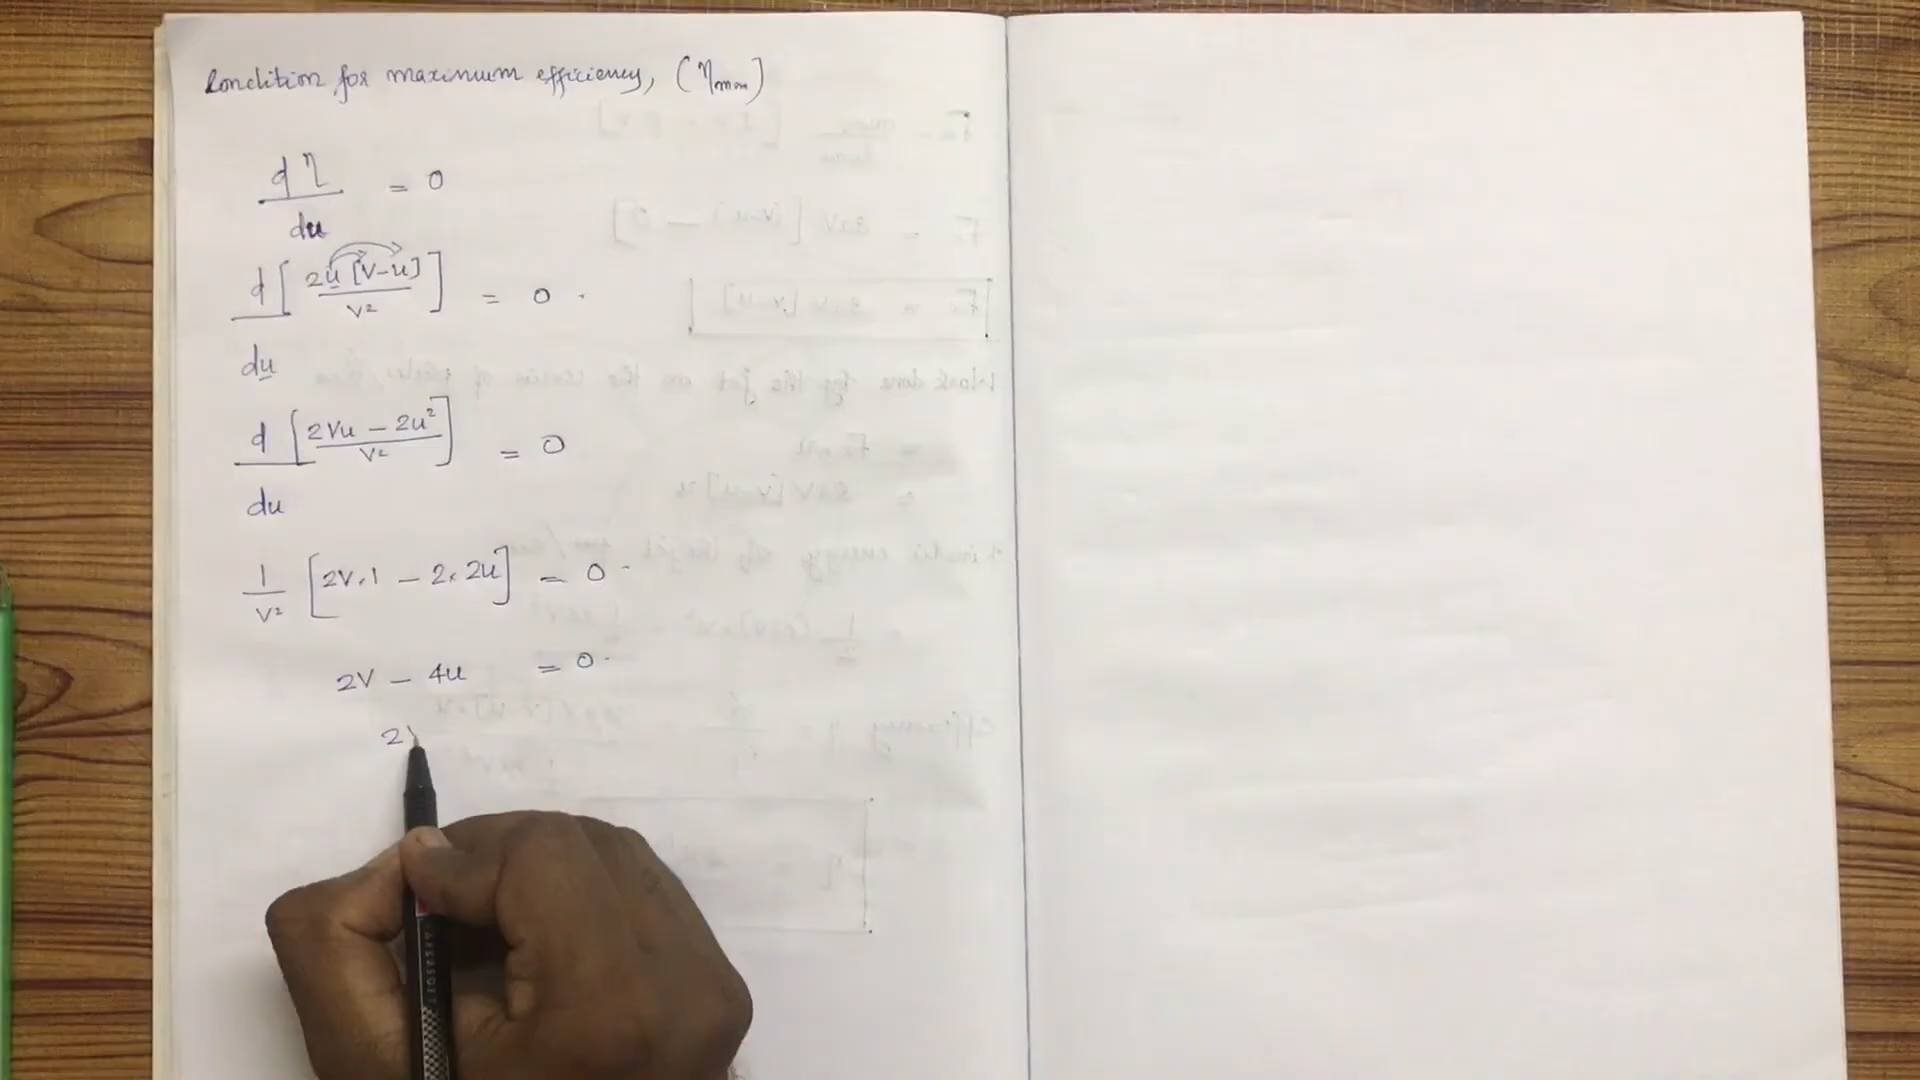 Condition for maximum efficiency, (ηmax)
dη/du = 0
d/du [2u[V-u]/V²] = 0.
d/du [2Vu - 2u²/V²] = 0
1/V² [2V.1 - 2×2u] = 0.
2V - 4u = 0.
2V